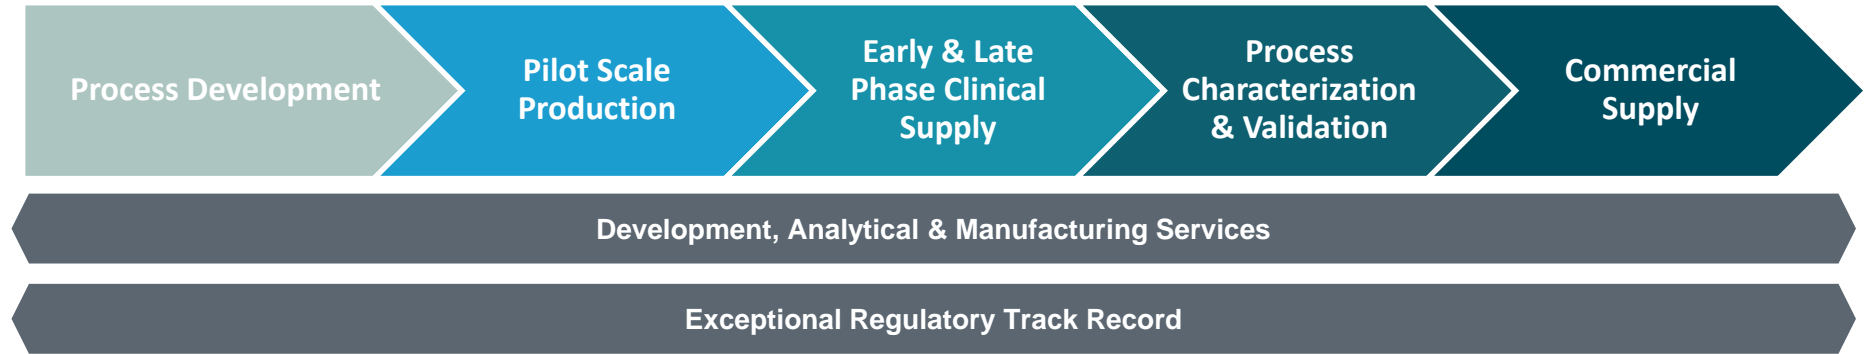 Process Development
Pilot Scale
Production
Early & Late
Phase Clinical
Supply
Process
Characterization
& Validation
Commercial
Supply
Development, Analytical & Manufacturing Services
Exceptional Regulatory Track Record